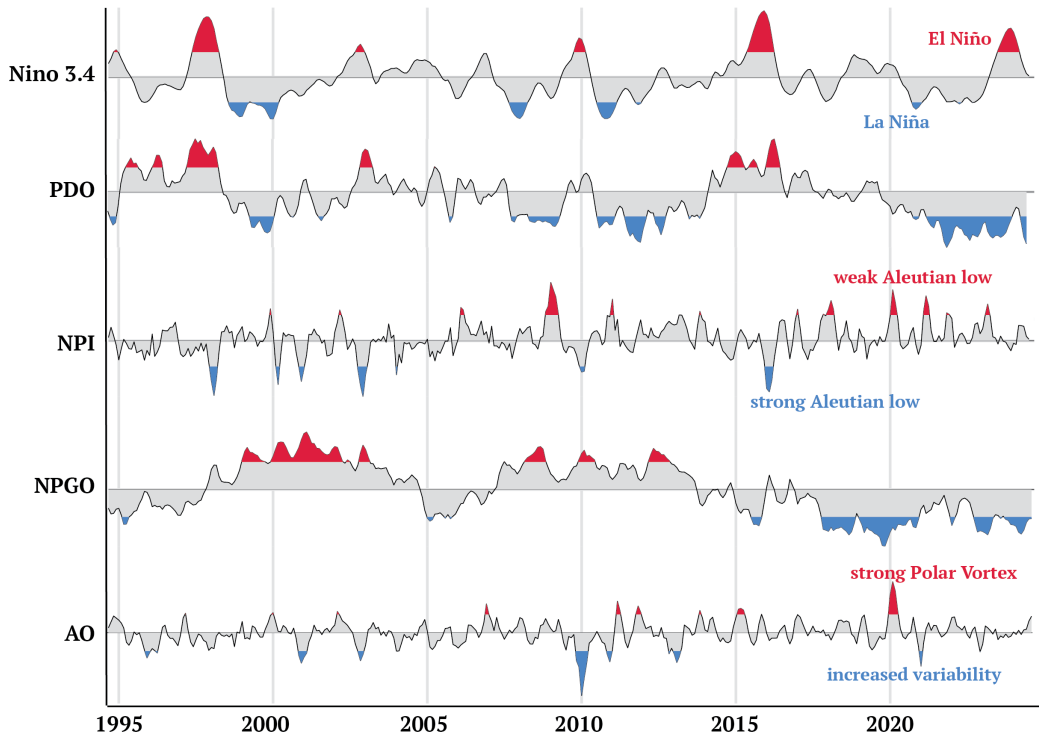 El Niño
Nino 3.4
La Niña
PDO
weak Aleutian low
NPI
strong Aleutian low
NPGO
strong Polar Vortex
AO
increased variability
1995 2000 2005 2010 2015 2020